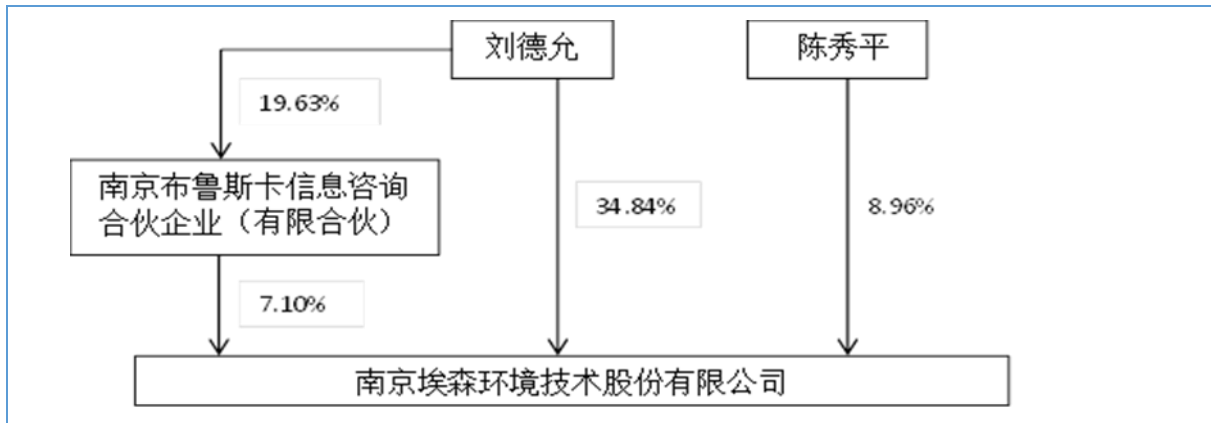 刘德允
陈秀平
19.63%
南京布鲁斯卡信息咨询
合伙企业（有限合伙）
34.84%
8.96%
7.10%
南京埃森环境技术股份有限公司